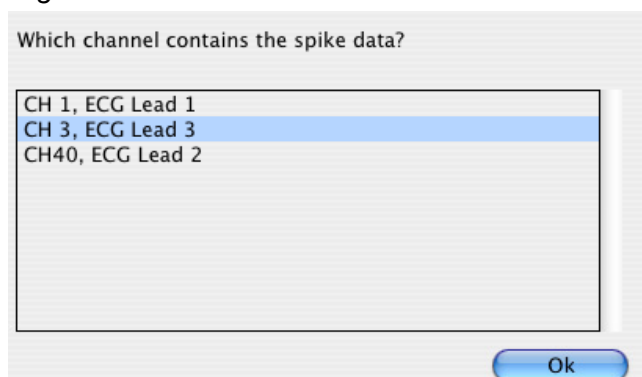 Which channel contains the spike data?
CH 1, ECG Lead 1
CH 3, ECG Lead 3
CH40, ECG Lead 2
Ok